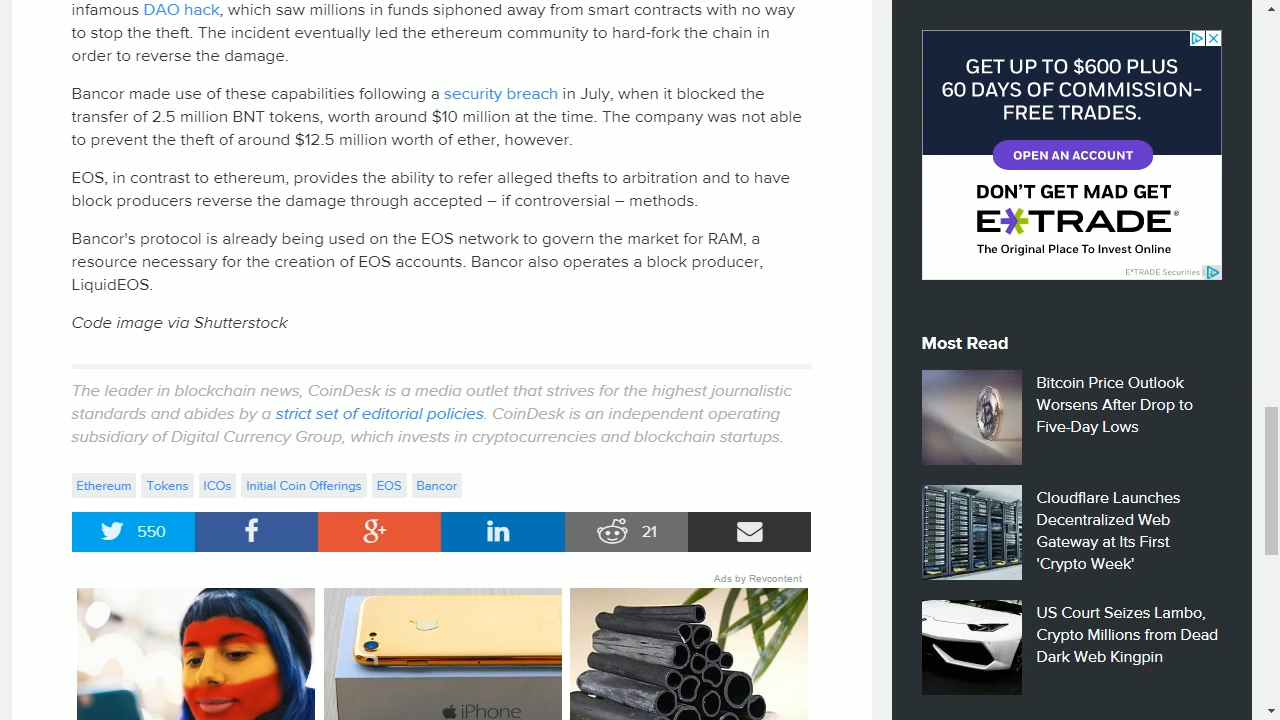 infamous DAO hack, which saw millions in funds siphoned away from smart contracts with no way
to stop the theft. The incident eventually led the ethereum community to hard-fork the chain in
order to reverse the damage.
Bancor made use of these capabilities following a security breach in July, when it blocked the
transfer of 2.5 million BNT tokens, worth around $10 million at the time. The company was not able
to prevent the theft of around $12.5 million worth of ether, however.
EOS, in contrast to ethereum, provides the ability to refer alleged thefts to arbitration and to have
block producers reverse the damage through accepted – if controversial – methods.
Bancor's protocol is already being used on the EOS network to govern the market for RAM, a
resource necessary for the creation of EOS accounts. Bancor also operates a block producer,
LiquidEOS.
Code image via Shutterstock
The leader in blockchain news, CoinDesk is a media outlet that strives for the highest journalistic
standards and abides by a strict set of editorial policies. CoinDesk is an independent operating
subsidiary of Digital Currency Group, which invests in cryptocurrencies and blockchain startups.
Ethereum Tokens ICOs Initial Coin Offerings EOS Bancor
550 f g+ in 21
Ads by Revcontent
iPhone
GET UP TO $600 PLUS
60 DAYS OF COMMISSION-
FREE TRADES.
OPEN AN ACCOUNT
DON'T GET MAD GET
E*TRADE®
The Original Place To Invest Online
E*TRADE Securities
Most Read
Bitcoin Price Outlook
Worsens After Drop to
Five-Day Lows
Cloudflare Launches
Decentralized Web
Gateway at Its First
'Crypto Week'
US Court Seizes Lambo,
Crypto Millions from Dead
Dark Web Kingpin